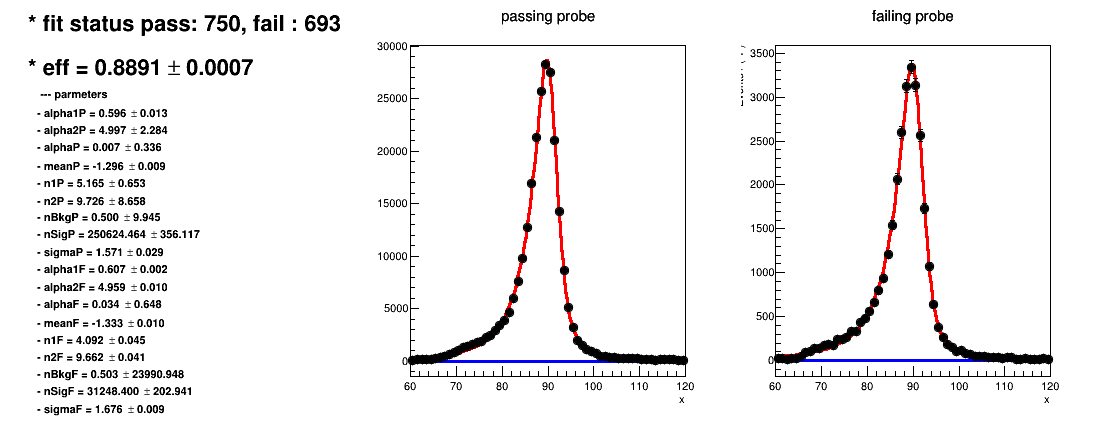 * fit status pass: 750, fail : 693
* eff = 0.8891 ± 0.0007
--- parmeters
- alpha1P = 0.596 ± 0.013
- alpha2P = 4.997 ± 2.284
- alphaP = 0.007 ± 0.336
- meanP = -1.296 ± 0.009
- n1P = 5.165 ± 0.653
- n2P = 9.726 ± 8.658
- nBkgP = 0.500 ± 9.945
- nSigP = 250624.464 ± 356.117
- sigmaP = 1.571 ± 0.029
- alpha1F = 0.607 ± 0.002
- alpha2F = 4.959 ± 0.010
- alphaF = 0.034 ± 0.648
- meanF = -1.333 ± 0.010
- n1F = 4.092 ± 0.045
- n2F = 9.662 ± 0.041
- nBkgF = 0.503 ± 23990.948
- nSigF = 31248.400 ± 202.941
- sigmaF = 1.676 ± 0.009
passing probe
30000
25000
20000
15000
10000
5000
0
60 70 80 90 100 110 120
x
failing probe
3500
3000
2500
2000
1500
1000
500
0
60 70 80 90 100 110 120
x